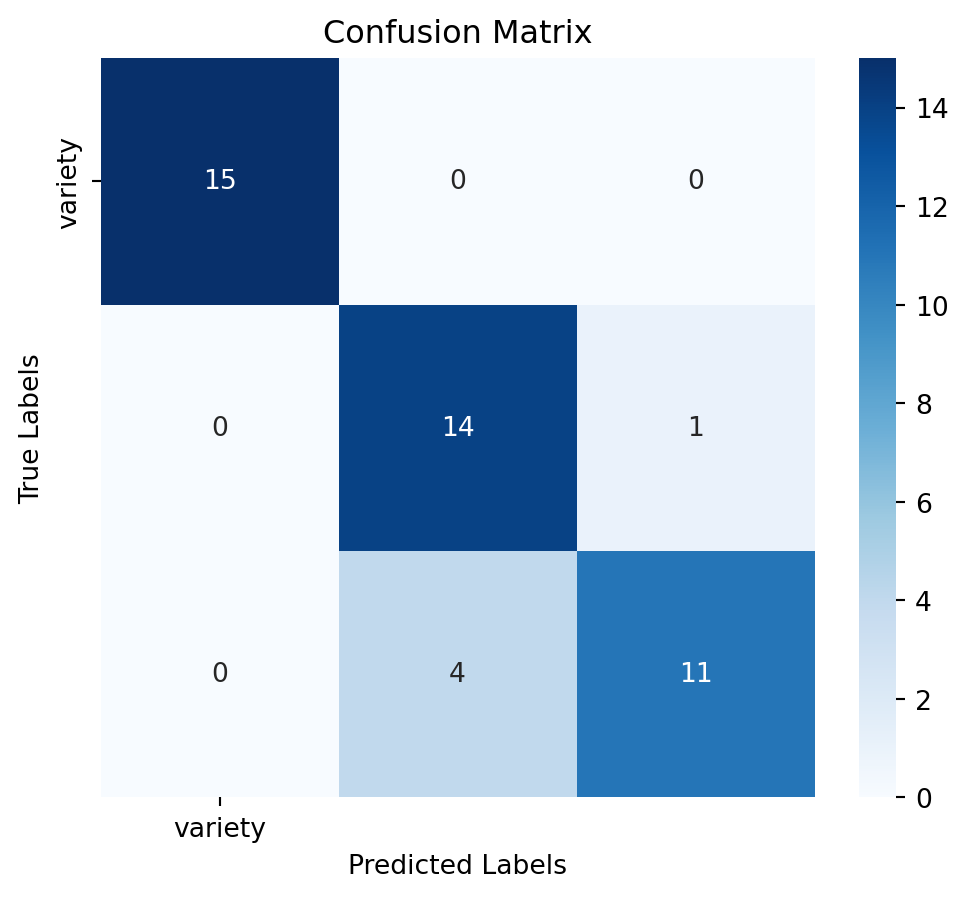 Confusion Matrix
variety
True Labels
15 0 0
0 14 1
0 4 11
variety
Predicted Labels
14
12
10
8
6
4
2
0